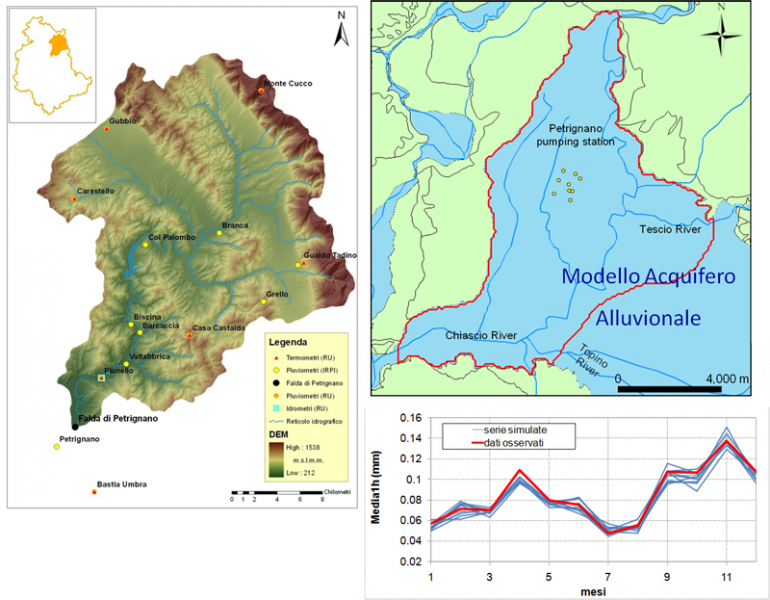 N
Monte Cucco
Gubbio
Carestello
Branca
Col Palombo
Gualdo Tadino
Grello
Biscina
Barcaccia
Casa Castalda
Vallabbrica
Pianello
Falda di Petrignano
Petrignano
Bastia Umbra
Legenda
Termometri (RU)
Pluviometri (IRPI)
Falda di Petrignano
Pluviometri (RU)
Idrometri (RU)
Reticolo idrografico
DEM
High : 1538
m.s.l.m.m.
Low : 212
Chilometri
0 1 2 4 6 8
Petrignano
pumping station
Tescio River
Modello Acquifero
Alluvionale
Chiascio River
Topino
River
4,000 m
serie simulate
dati osservati
Media1h (mm)
0.16
0.14
0.12
0.1
0.08
0.06
0.04
0.02
1 3 5 7 9 11
mesi